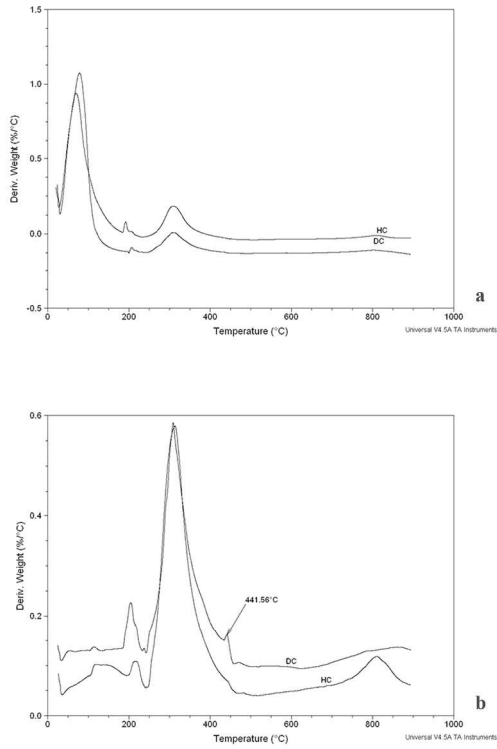 1.5
1.0
0.5
0.0
-0.5
Deriv. Weight (%/°C)
HC
DC
0
200
400
600
800
1000
Temperature (°C)
Universal V4.5A TA Instruments
a
0.6
0.4
0.2
0.0
Deriv. Weight (%/°C)
441.56°C
DC
HC
0
200
400
600
800
1000
Temperature (°C)
Universal V4.5A TA Instruments
b